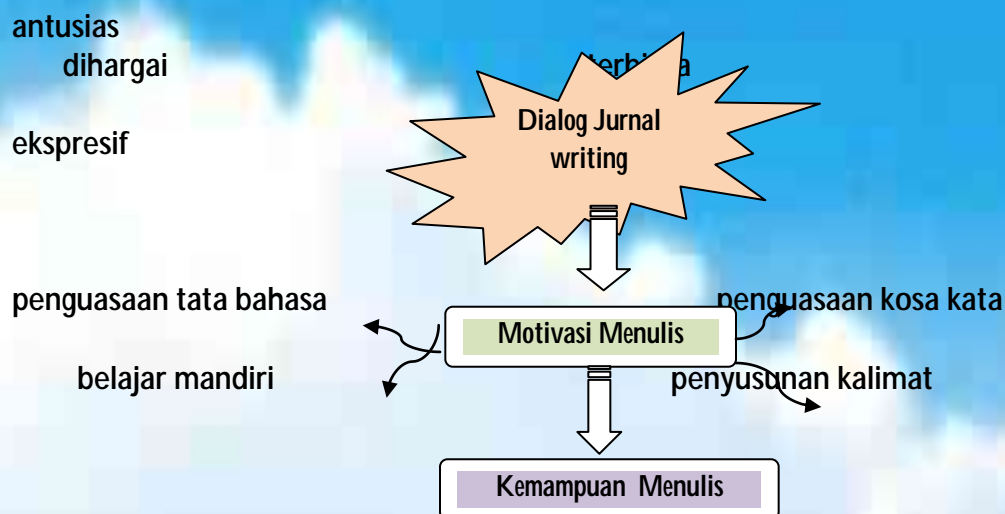 antusias
dihargai
Dialog Jurnal
writing
ekspresif
penguasaan tata bahasa
penguasaan kosa kata
Motivasi Menulis
belajar mandiri
penyusunan kalimat
Kemampuan Menulis